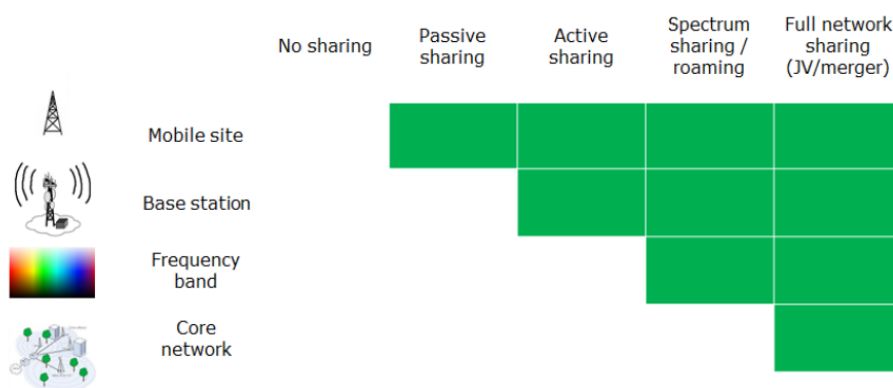 No sharing
Passive
sharing
Active
sharing
Spectrum
sharing /
roaming
Full network
sharing
(JV/merger)
Mobile site
Base station
Frequency
band
Core
network